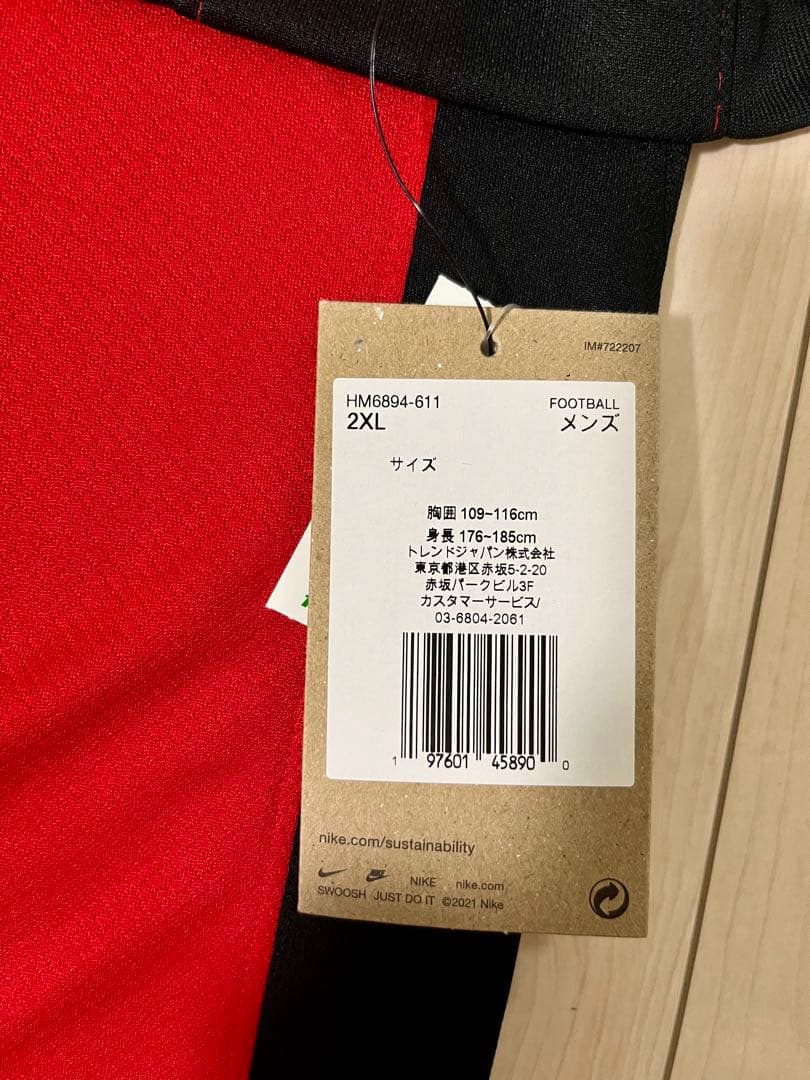 IM#722207
HM6894-611
FOOTBALL
2XL
メンズ
サイズ
胸囲 109~116cm
身長 176~185cm
トレンドジャパン株式会社
東京都港区赤坂5-2-20
赤坂パークビル3F
カスタマーサービス/
03-6804-2061
1 97601 45890 0
nike.com/sustainability
NIKE nike.com
SWOOSH JUST DO IT ©2021 Nike